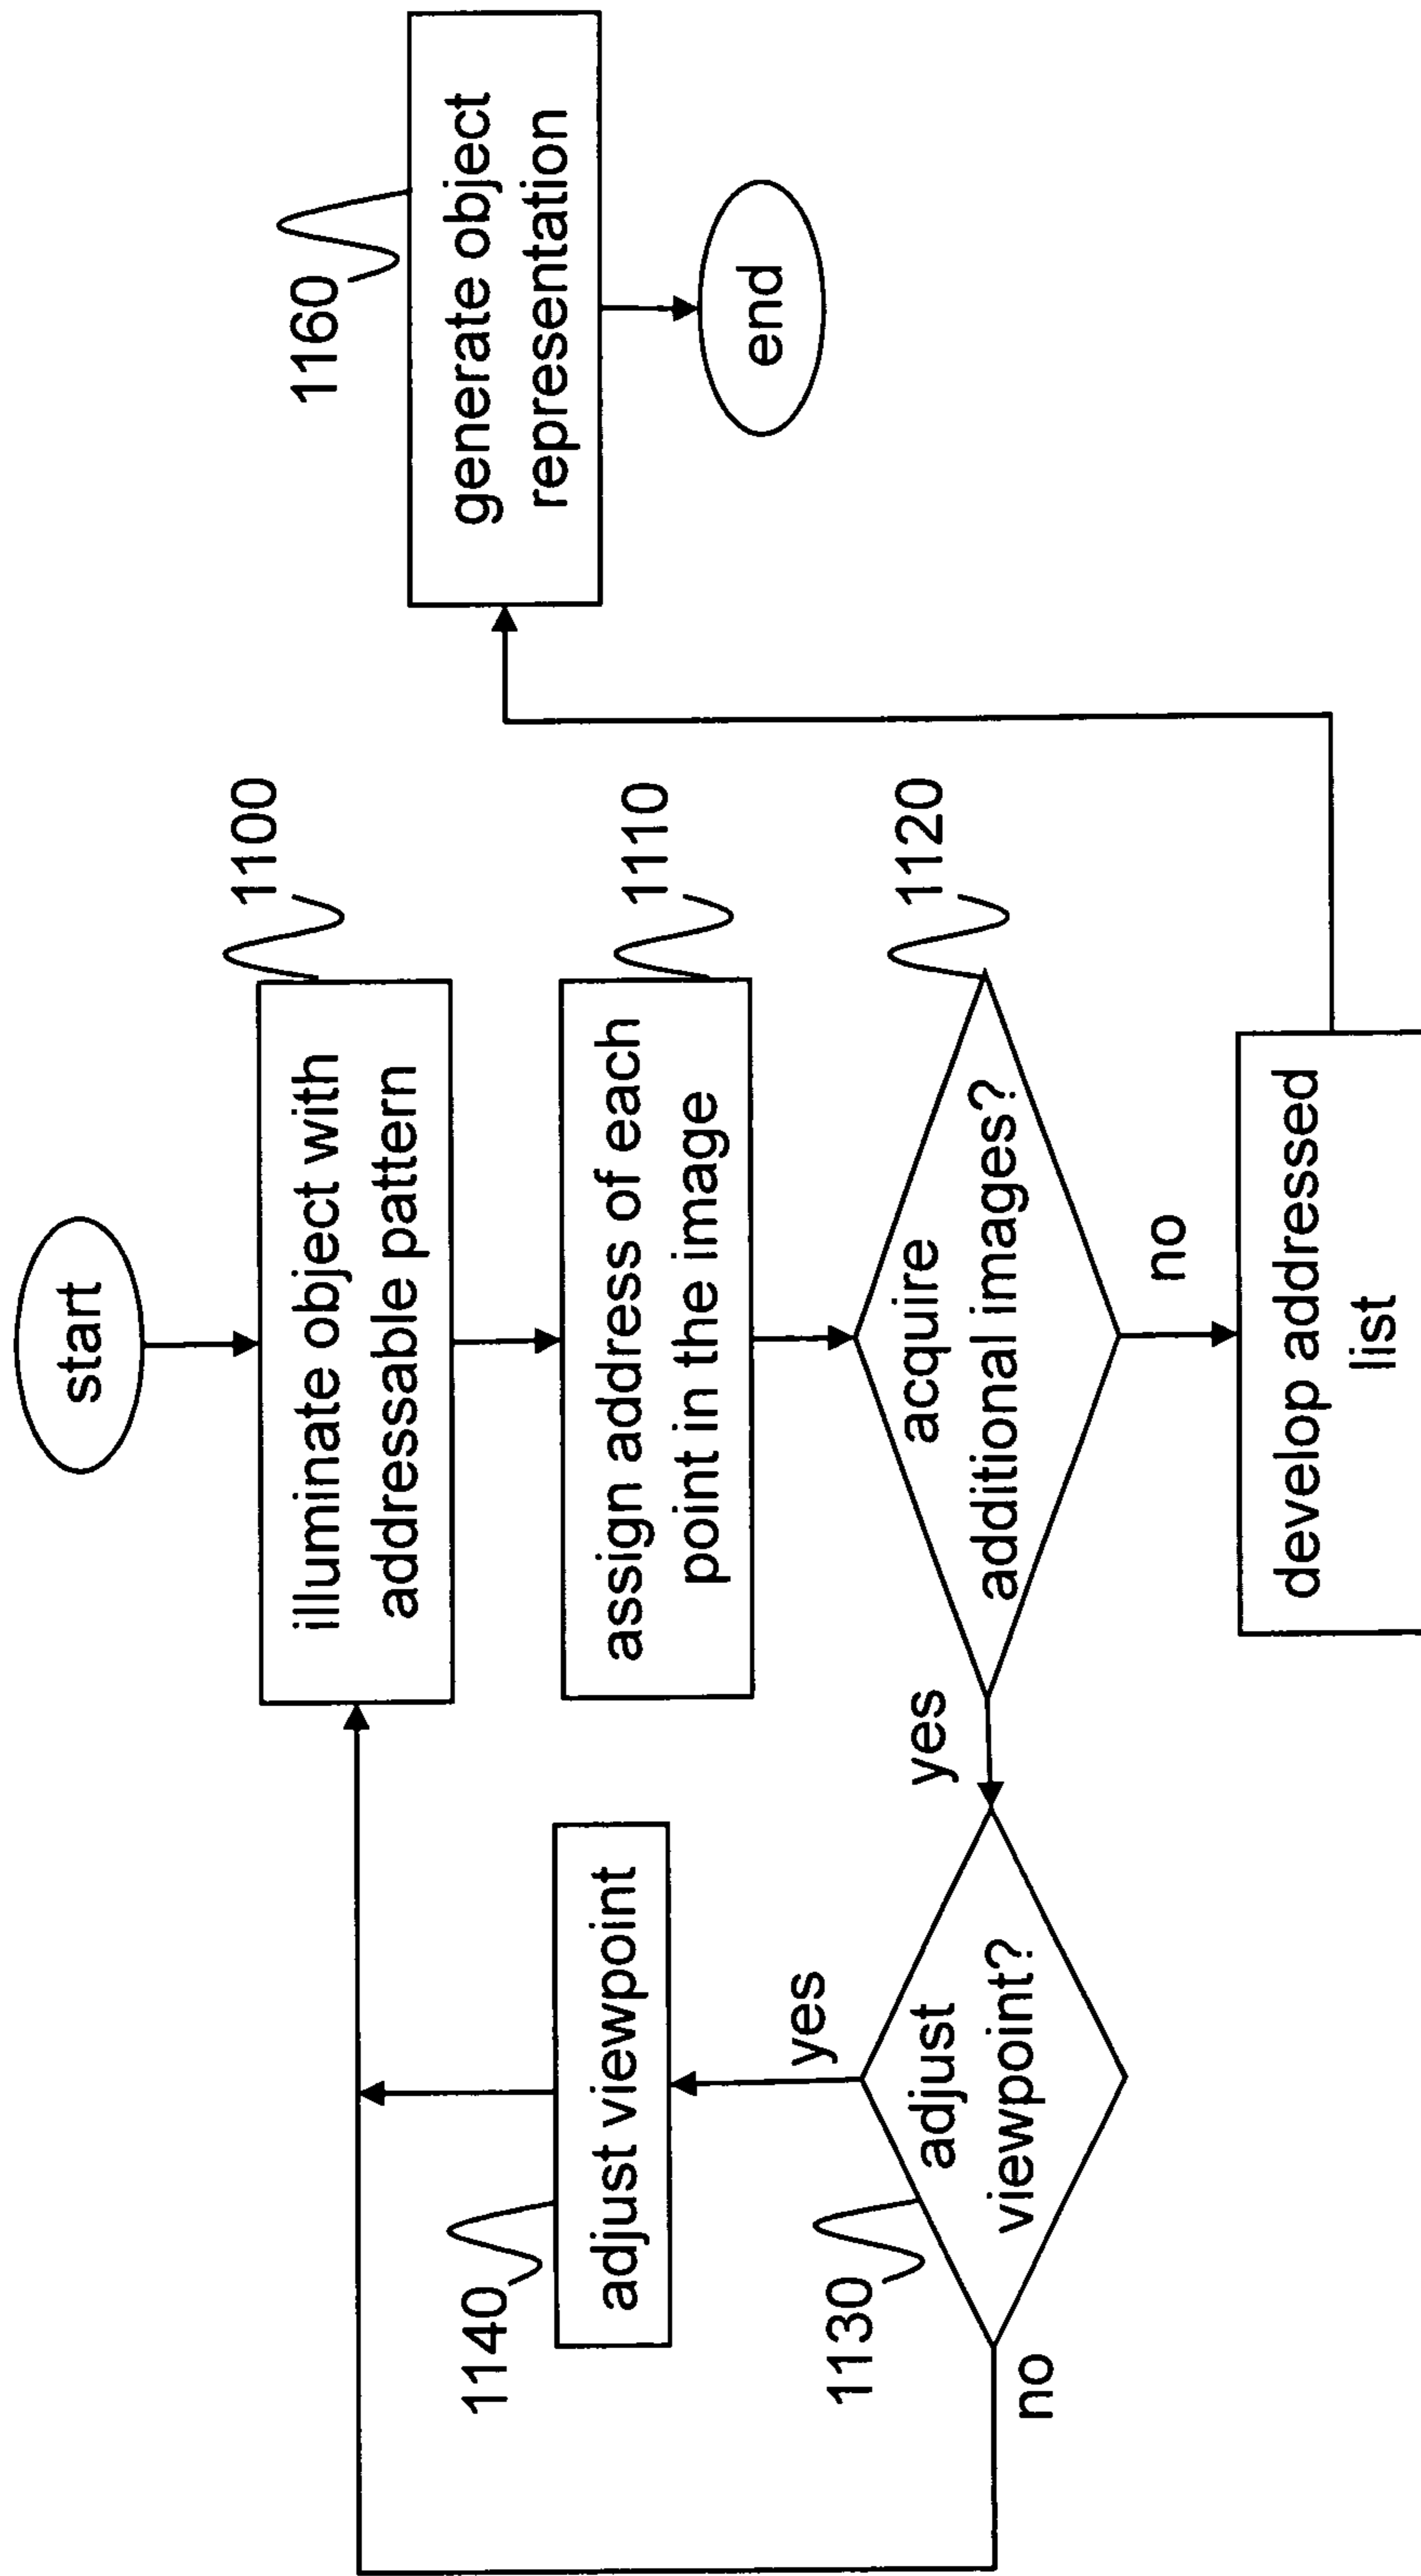 start
1100
illuminate object with
addressable pattern
1110
assign address of each
point in the image
1120
acquire
additional images?
yes
no
1130
adjust
viewpoint?
yes
no
1140
adjust viewpoint
develop addressed
list
1160
generate object
representation
end